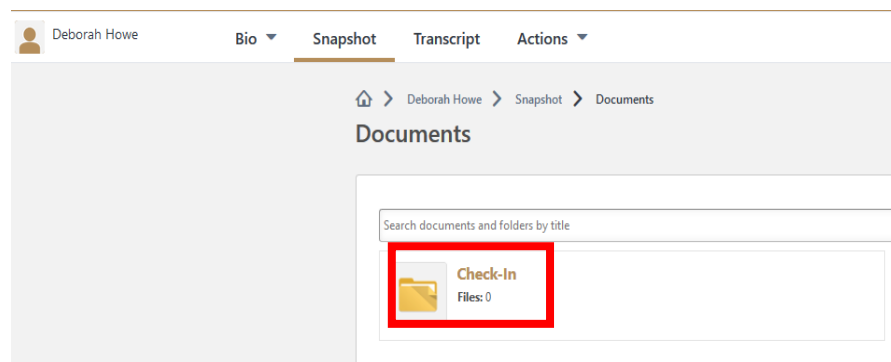 Deborah Howe
Bio Snapshot Transcript Actions
Deborah Howe Snapshot Documents
Documents
Search documents and folders by title
Check-In
Files: 0